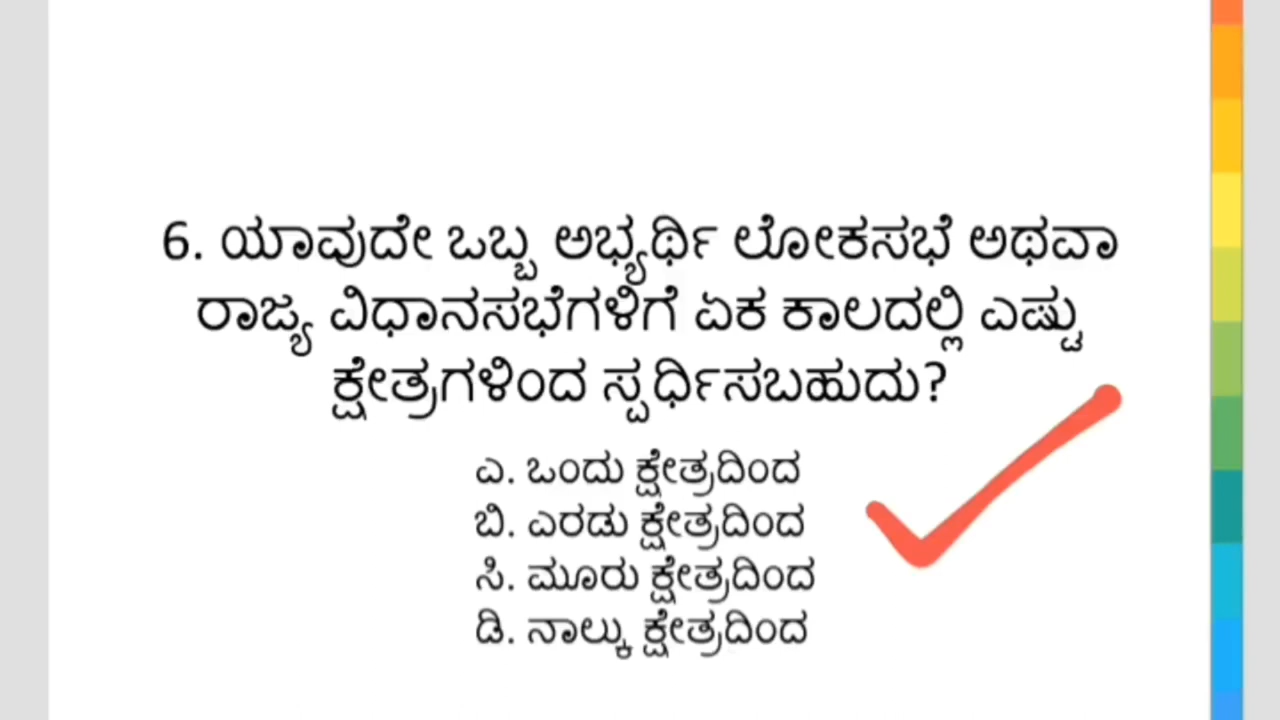 6. ಯಾವುದೇ ಒಬ್ಬ ಅಭ್ಯರ್ಥಿ ಲೋಕಸಭೆ ಅಥವಾ
ರಾಜ್ಯ ವಿಧಾನಸಭೆಗಳಿಗೆ ಏಕ ಕಾಲದಲ್ಲಿ ಎಷ್ಟು
ಕ್ಷೇತ್ರಗಳಿಂದ ಸ್ಪರ್ಧಿಸಬಹುದು?
ಎ. ಒಂದು ಕ್ಷೇತ್ರದಿಂದ
ಬಿ. ಎರಡು ಕ್ಷೇತ್ರದಿಂದ
ಸಿ. ಮೂರು ಕ್ಷೇತ್ರದಿಂದ
ಡಿ. ನಾಲ್ಕು ಕ್ಷೇತ್ರದಿಂದ